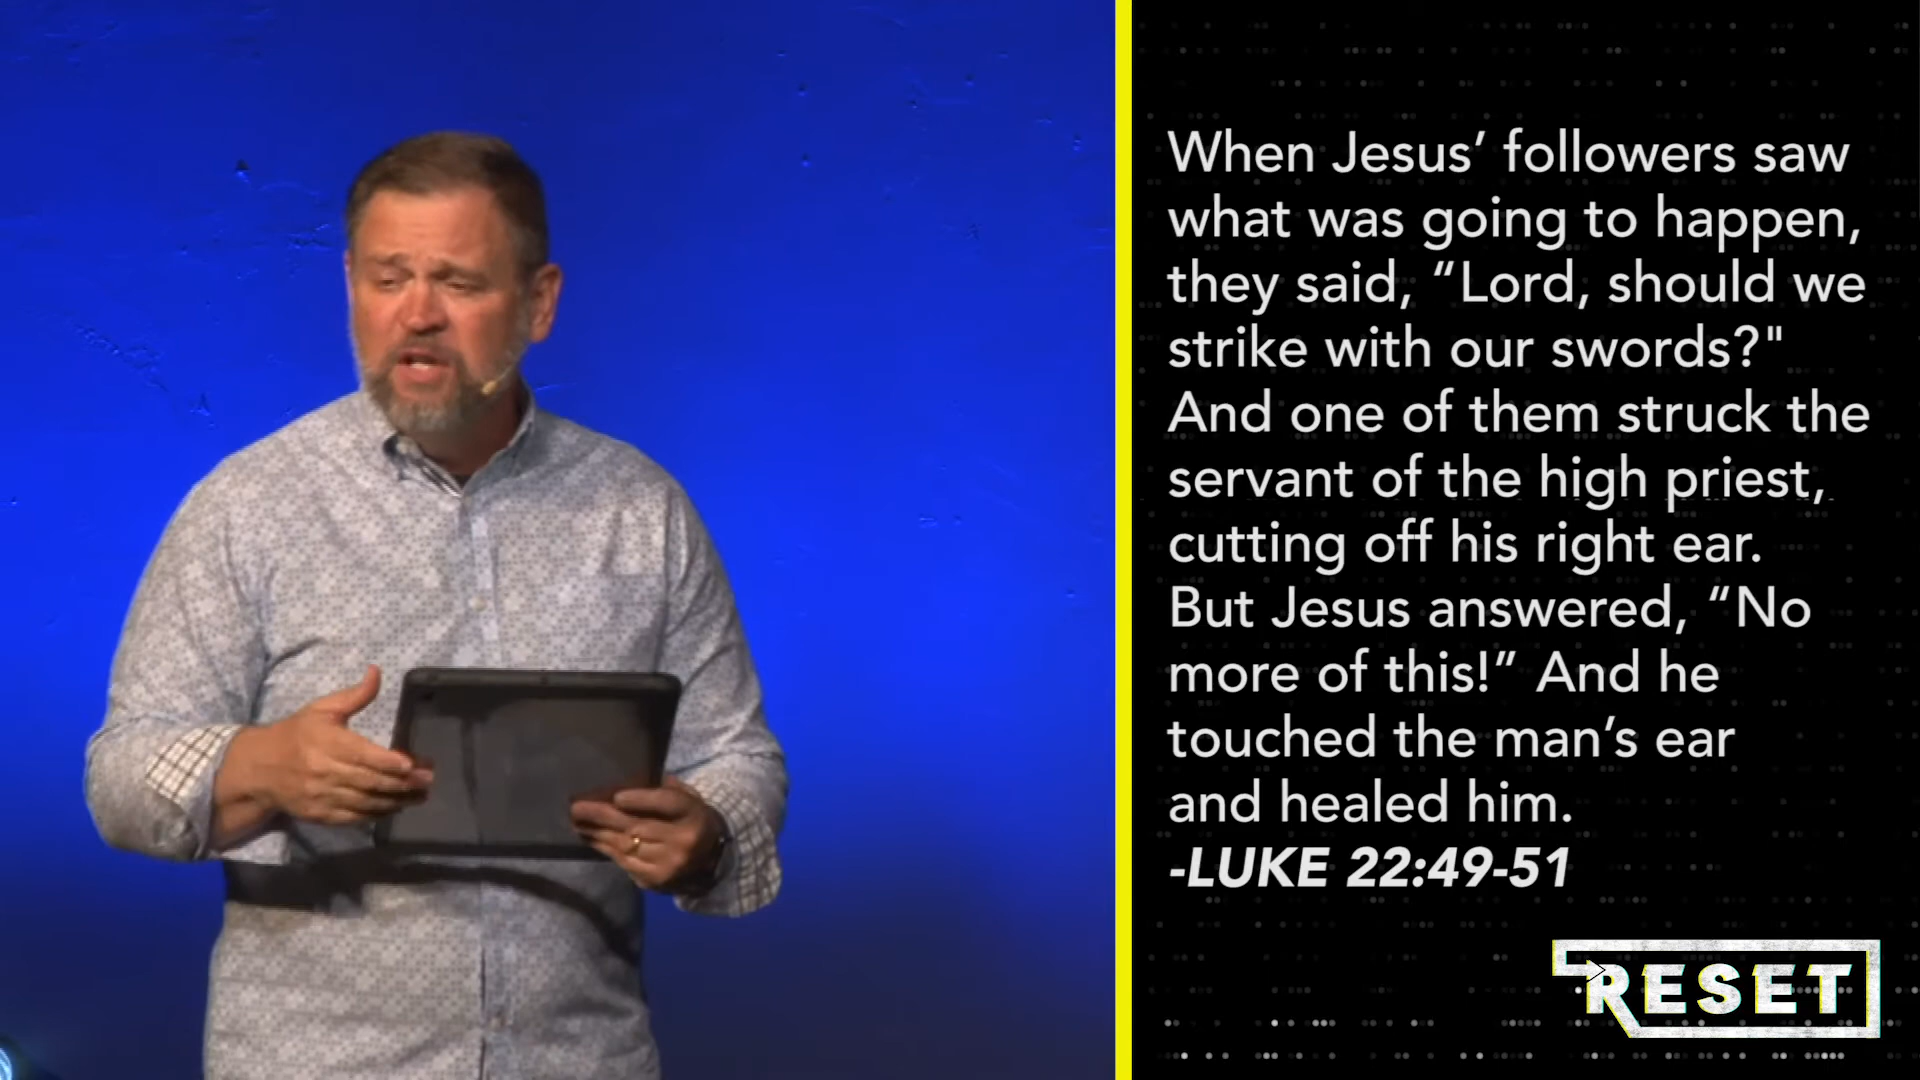 When Jesus’ followers saw
what was going to happen,
they said, “Lord, should we
strike with our swords?"
And one of them struck the
servant of the high priest,
cutting off his right ear.
But Jesus answered, “No
more of this!” And he
touched the man’s ear
and healed him.
-LUKE 22:49-51
RESET